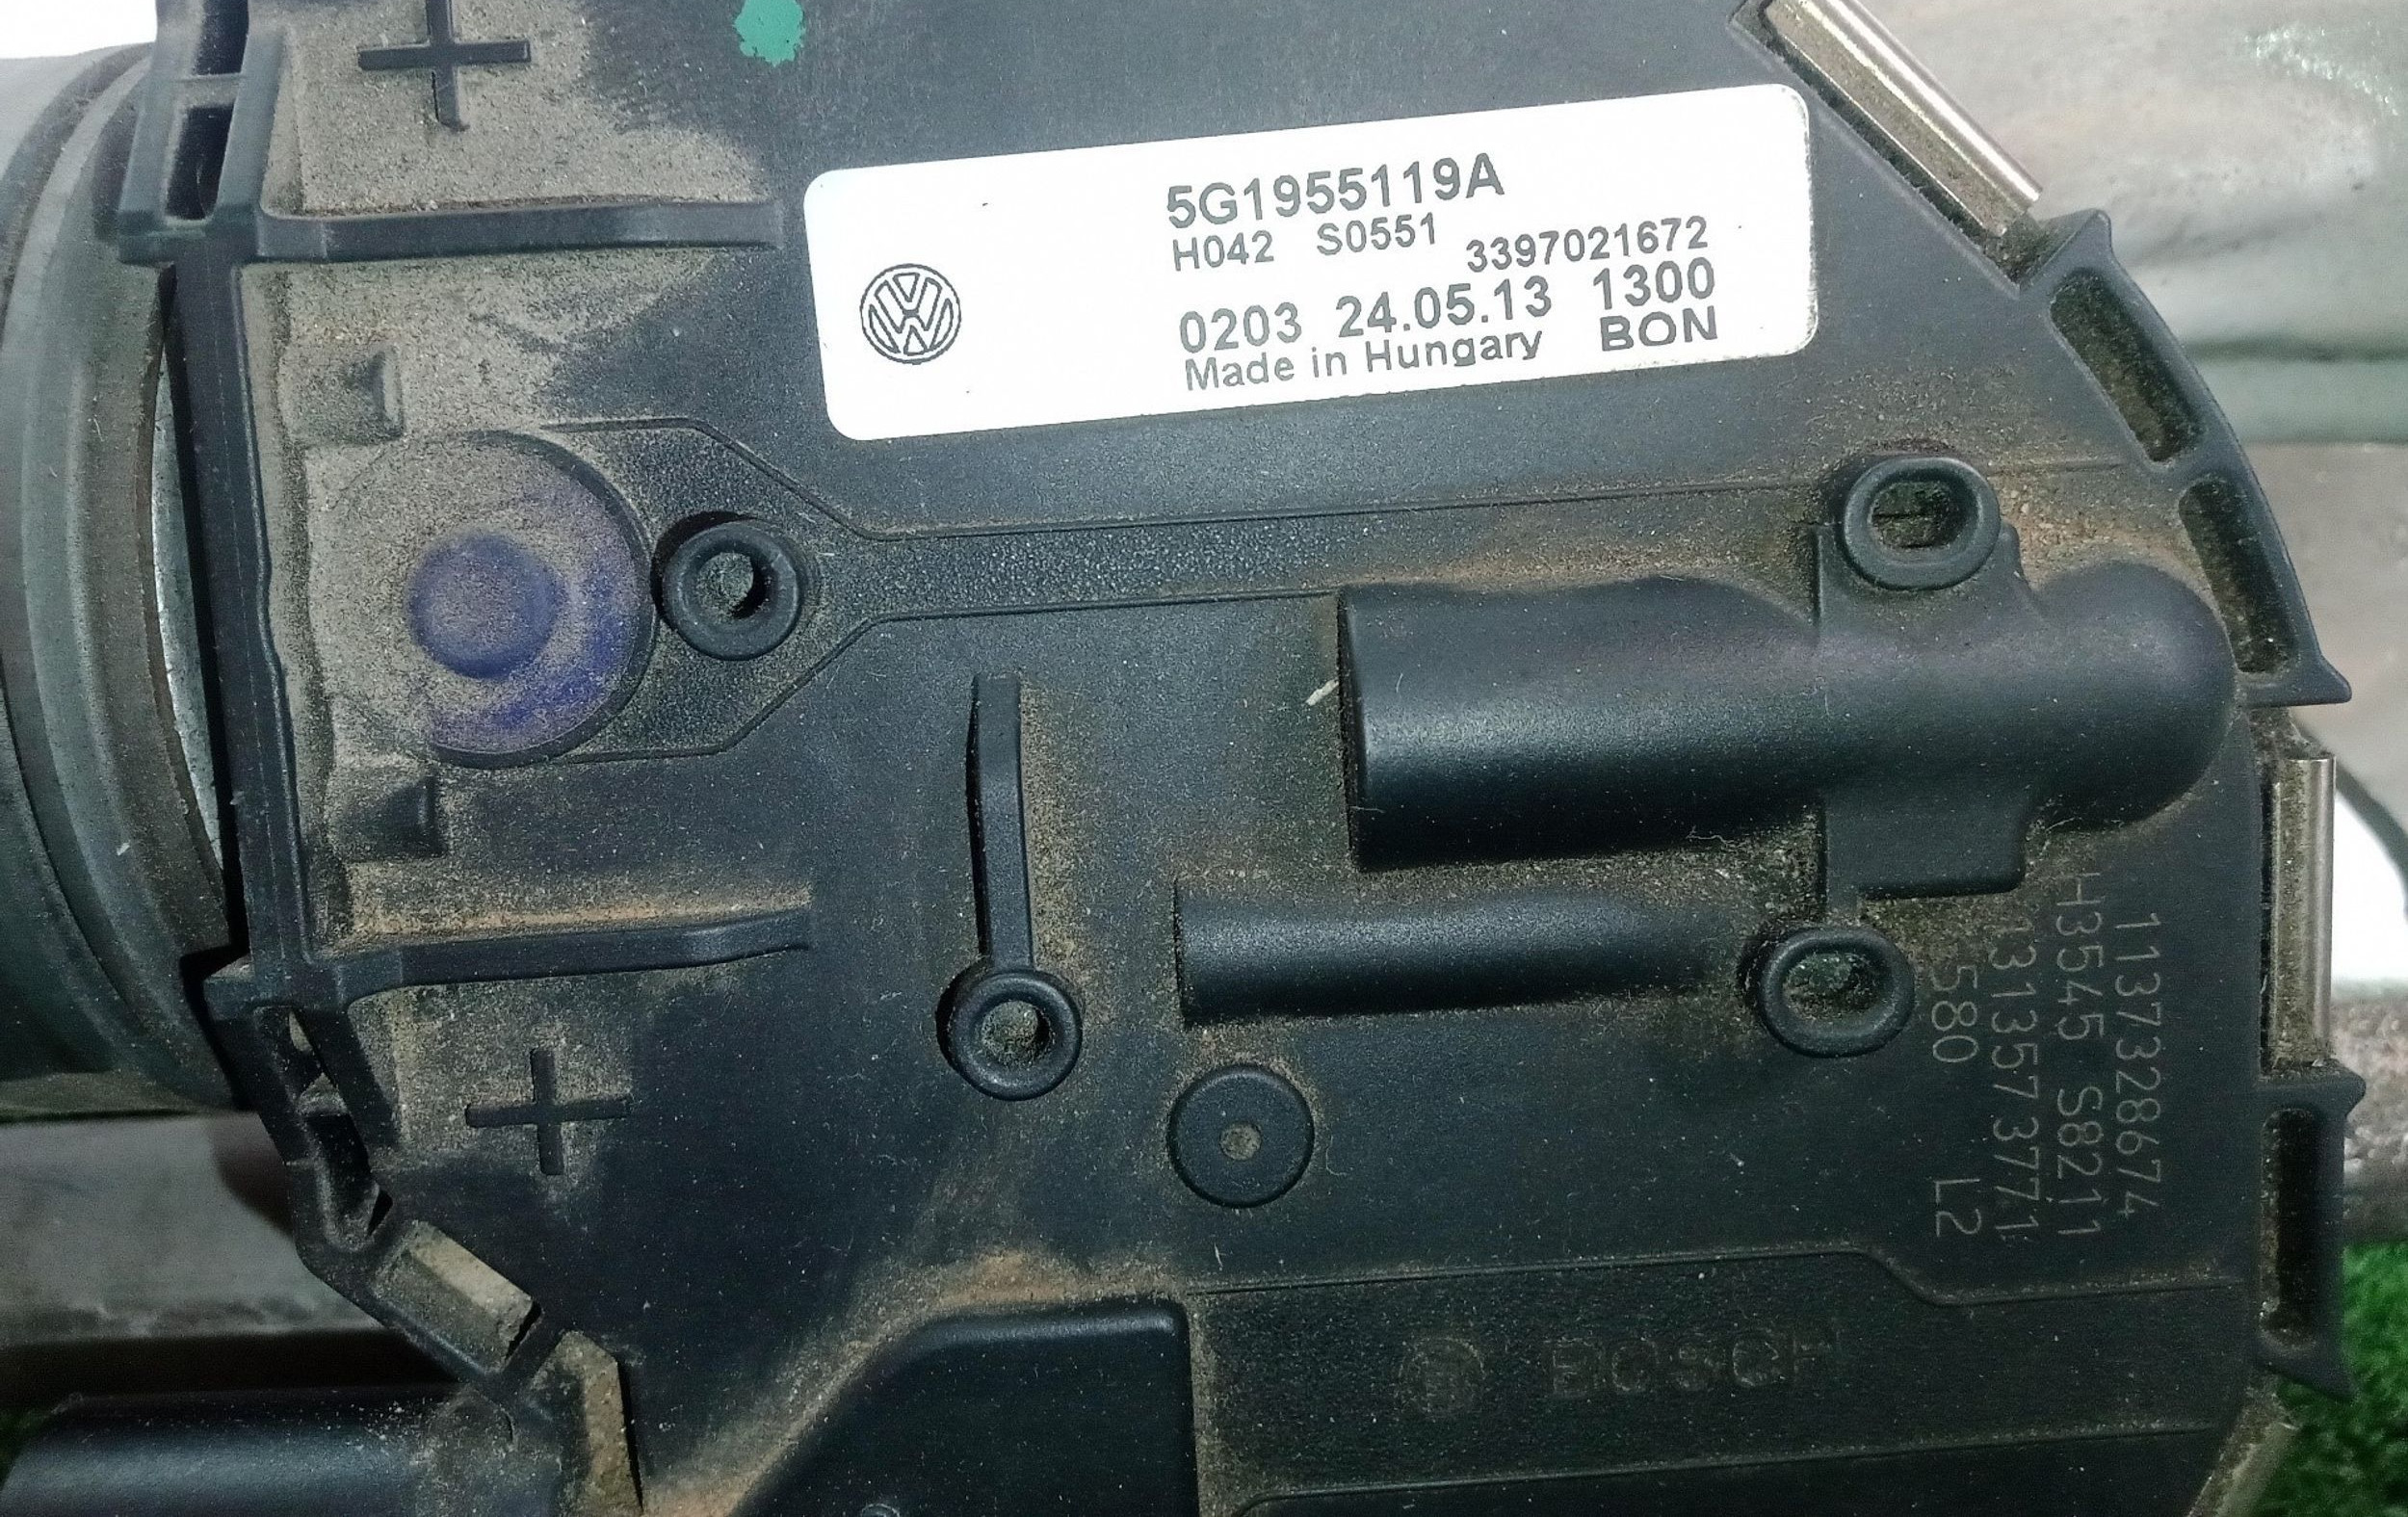 5G1955119A
H042 S0551 3397021672
0203 24.05.13 1300
Made in Hungary BON
1137328674
H3545 S8211
1313573771
580 L2
BOSCH